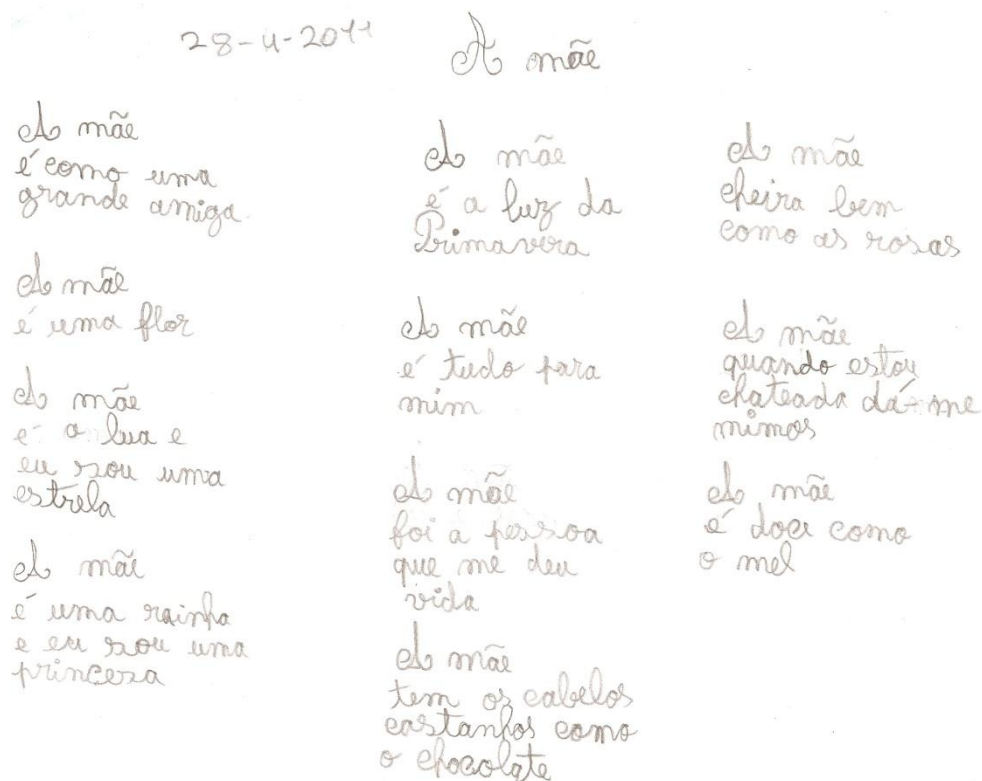 28-4-2011
A mãe
A mãe
é como uma
grande amiga.
A mãe
é uma flor
A mãe
é a lua e
eu sou uma
estrela
A mãe
é uma rainha
e eu sou uma
princesa
A mãe
é a luz da
Primavera
A mãe
é tudo para
mim
A mãe
foi a pessoa
que me deu
vida
A mãe
tem os cabelos
castanhos como
o chocolate
A mãe
cheira bem
como as rosas
A mãe
quando estou
chateada dá-me
mimos
A mãe
é doce como
o mel